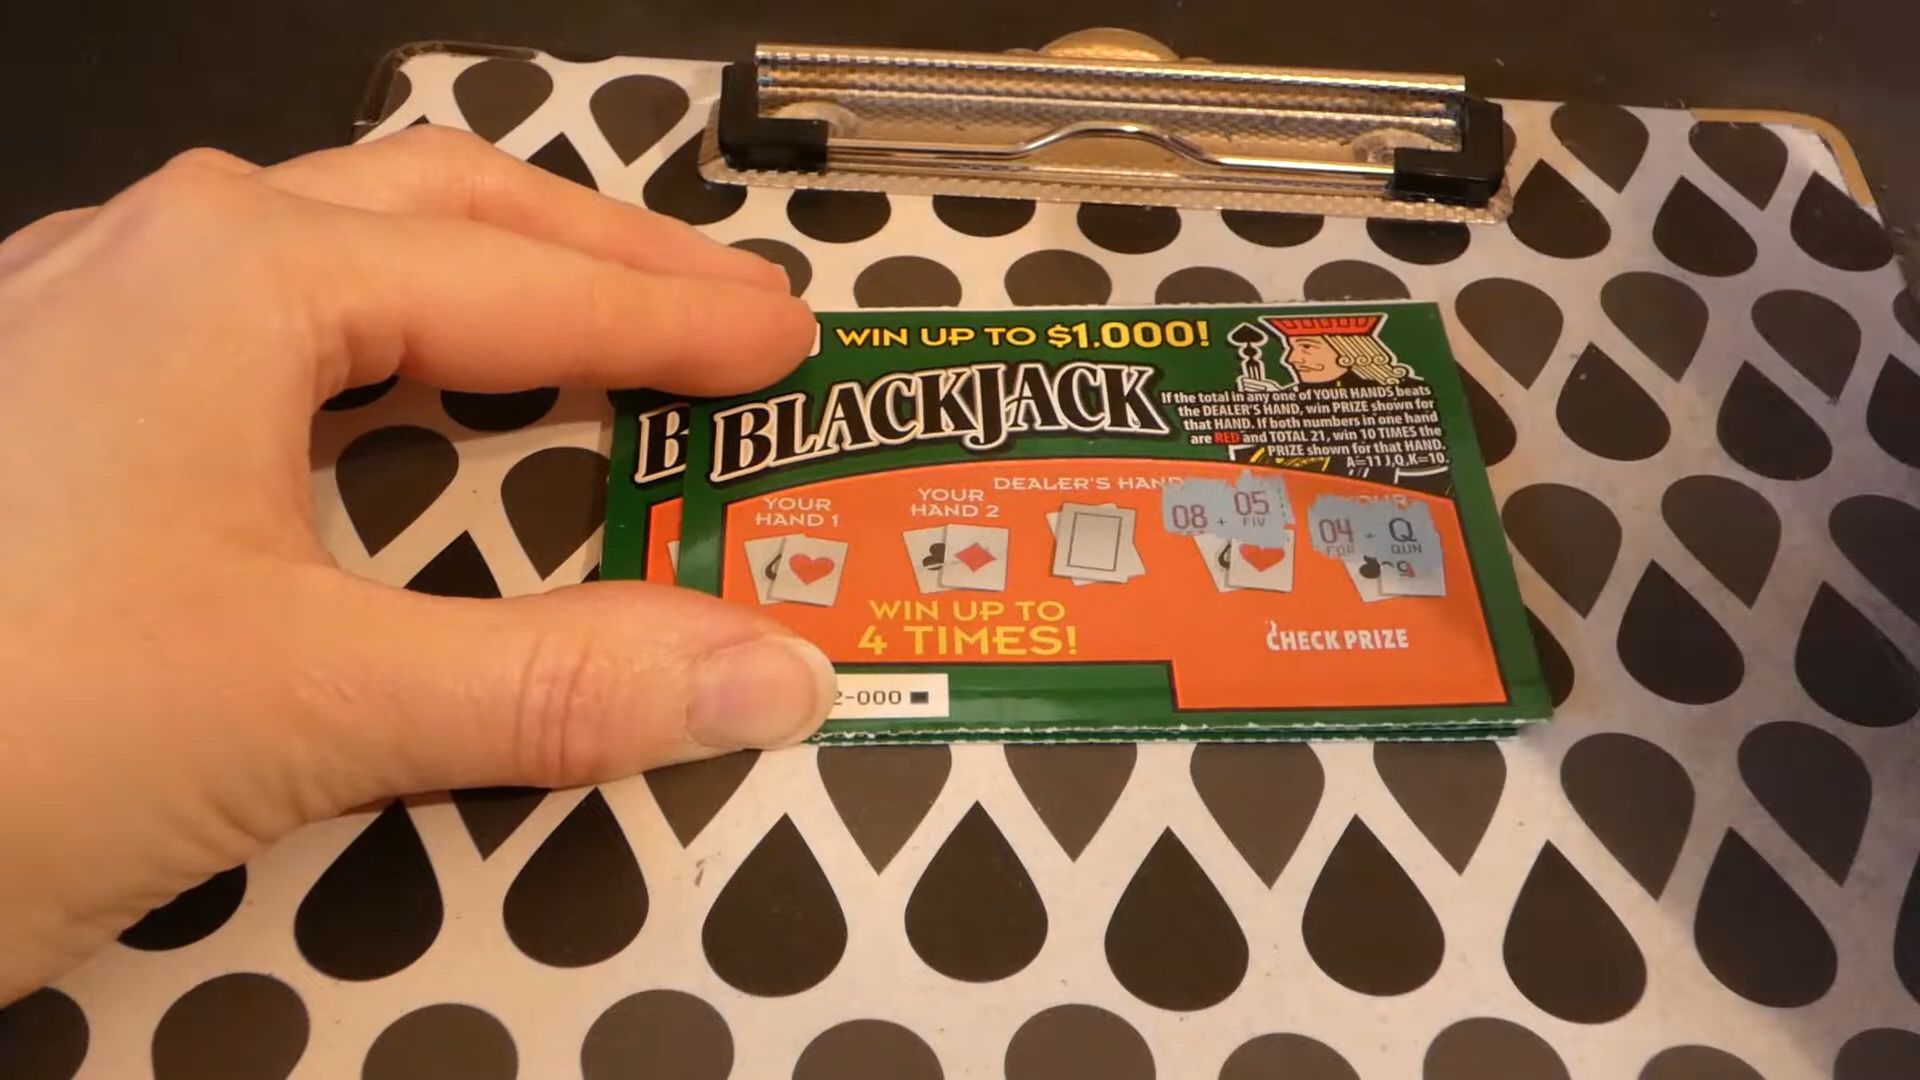 WIN UP TO $1,000!
B
BLACKJACK
If the total in any one of YOUR HANDS beats
the DEALER'S HAND, win PRIZE shown for
that HAND. If both numbers in one hand
are RED and TOTAL 21, win 10 TIMES the
PRIZE shown for that HAND.
A=11 J,Q,K=10.
YOUR
HAND 1
YOUR
HAND 2
DEALER'S HAND
08 + 05
FIV
YOUR
04 + Q
FOR QUN
WIN UP TO
4 TIMES!
CHECK PRIZE
2-000